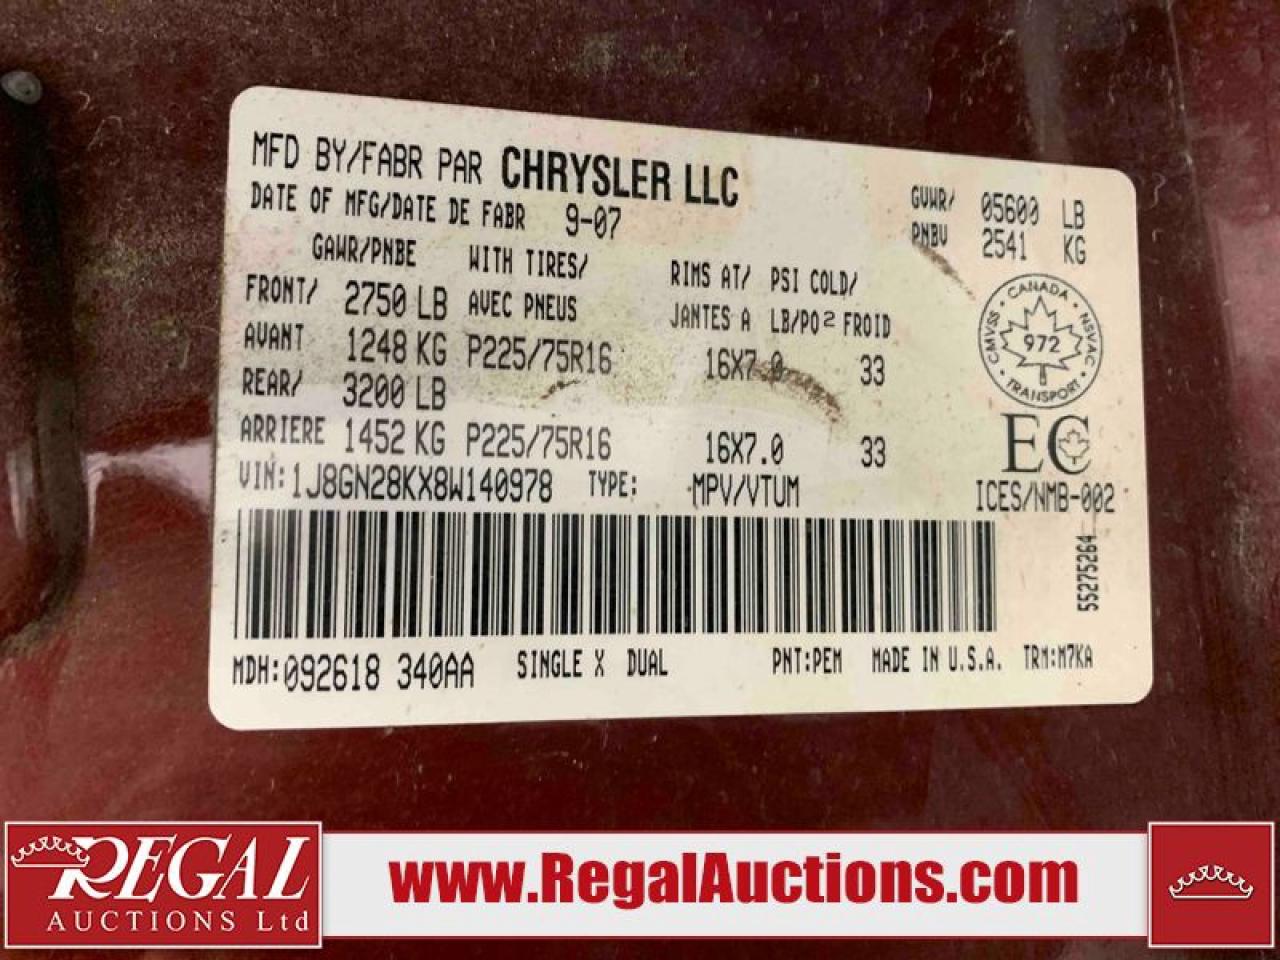 MFD BY/FABR PAR CHRYSLER LLC
DATE OF MFG/DATE DE FABR 9-07
GVWR/ 05600 LB
PNBV 2541 KG
GAWR/PNBE WITH TIRES/ RIMS AT/ PSI COLD/
FRONT/ 2750 LB AVEC PNEUS JANTES A LB/PO2 FROID
AVANT 1248 KG P225/75R16 16X7.0 33
REAR/ 3200 LB
ARRIERE 1452 KG P225/75R16 16X7.0 33
CANADA
CMVSS 972 NSVAC
TRANSPORT
EC
VIN: 1J8GN28KX8W140978 TYPE: MPV/VTUM ICES/NMB-002
55275264
MDH: 092618 340AA SINGLE X DUAL PNT:PEM MADE IN U.S.A. TRM:M7KA
REGAL
AUCTIONS Ltd
www.RegalAuctions.com